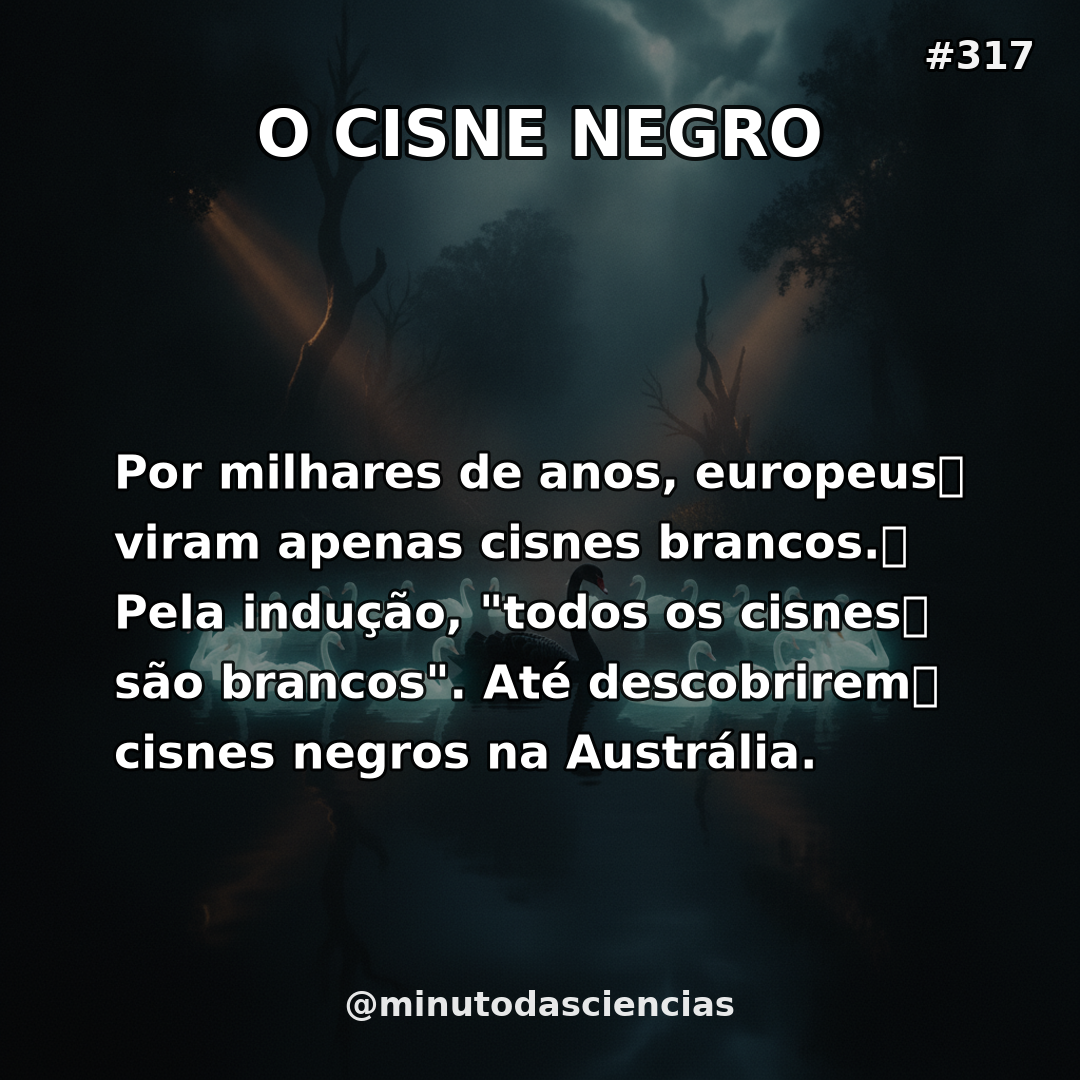 #317
O CISNE NEGRO
Por milhares de anos, europeus▯
viram apenas cisnes brancos.▯
Pela indução, "todos os cisnes▯
são brancos". Até descobrirem▯
cisnes negros na Austrália.
@minutodasciencias